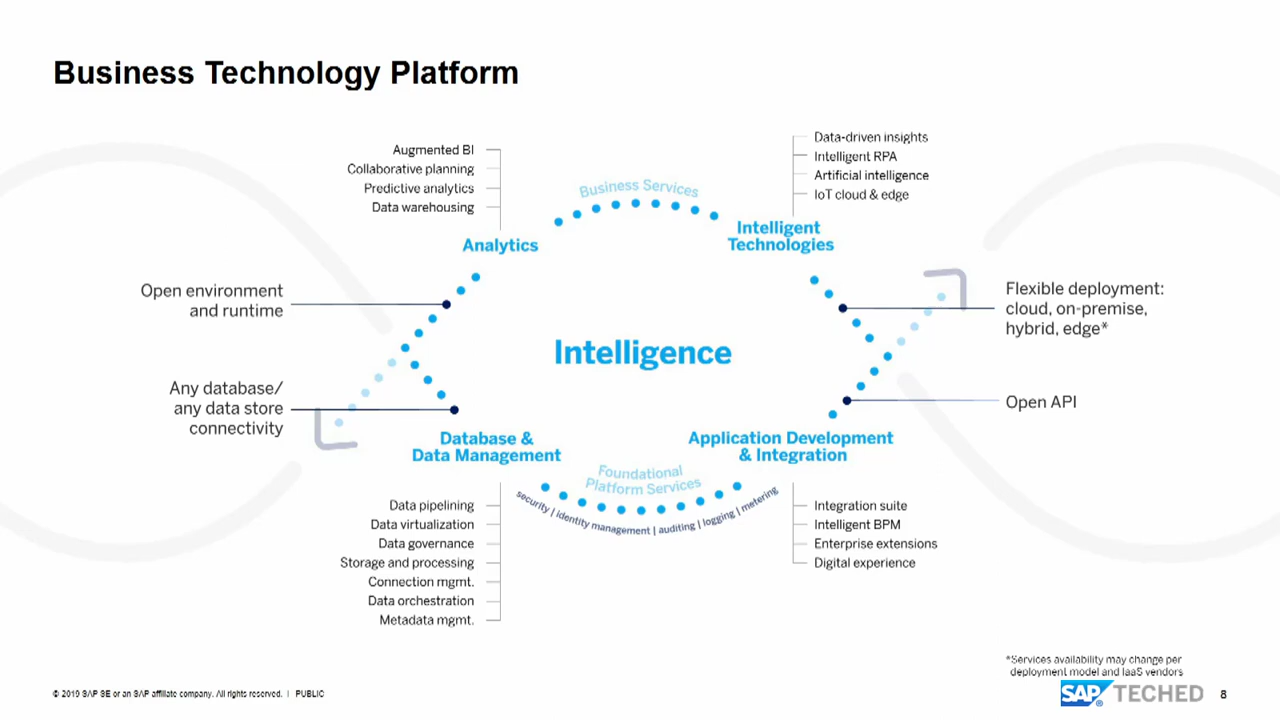 Business Technology Platform
Augmented BI
Collaborative planning
Predictive analytics
Data warehousing
Analytics
Business Services
Data-driven insights
Intelligent RPA
Artificial intelligence
IoT cloud & edge
Intelligent
Technologies
Open environment
and runtime
Any database/
any data store
connectivity
Intelligence
Flexible deployment:
cloud, on-premise,
hybrid, edge*
Open API
Database &
Data Management
Data pipelining
Data virtualization
Data governance
Storage and processing
Connection mgmt.
Data orchestration
Metadata mgmt.
Foundational
Platform Services
security | identity management | auditing | logging | metering
Application Development
& Integration
Integration suite
Intelligent BPM
Enterprise extensions
Digital experience
*Services availability may change per
deployment model and IaaS vendors
© 2019 SAP SE or an SAP affiliate company. All rights reserved. | PUBLIC
SAP® TECHED
8